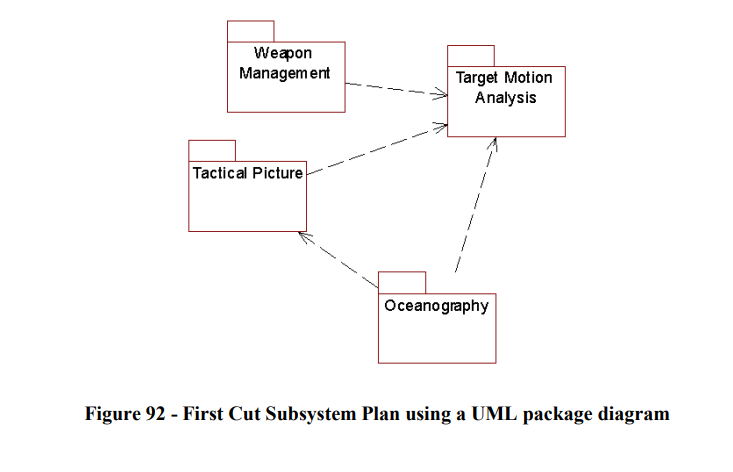 Weapon
Management
Target Motion
Analysis
Tactical Picture
Oceanography
Figure 92 - First Cut Subsystem Plan using a UML package diagram